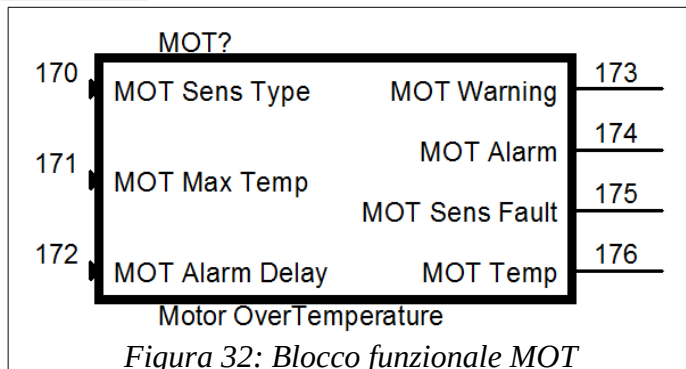 MOT?
170 MOT Sens Type MOT Warning 173
MOT Alarm 174
171 MOT Max Temp
MOT Sens Fault 175
172 MOT Alarm Delay MOT Temp 176
Motor OverTemperature
Figura 32: Blocco funzionale MOT